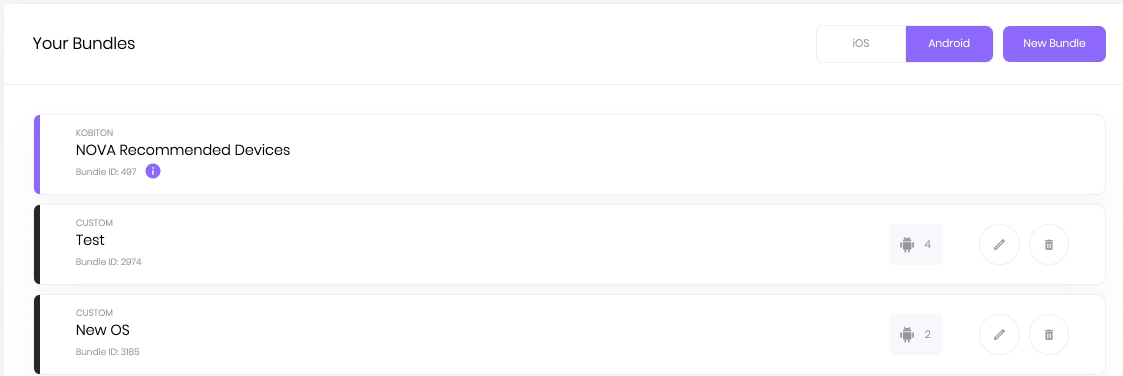 Your Bundles
iOS
Android
New Bundle
KOBITON
NOVA Recommended Devices
Bundle ID: 497
CUSTOM
Test
Bundle ID: 2974
4
CUSTOM
New OS
Bundle ID: 3185
2